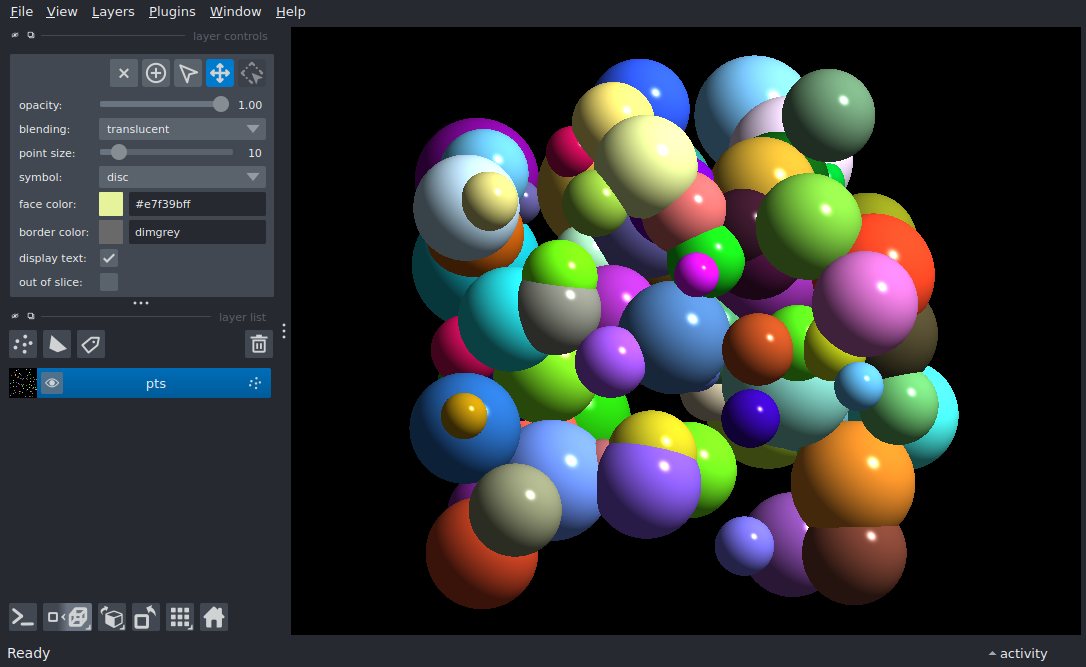 File View Layers Plugins Window Help
layer controls
opacity: 1.00
blending: translucent
point size: 10
symbol: disc
face color: #e7f39bff
border color: dimgrey
display text:
out of slice:
layer list
pts
Ready
activity